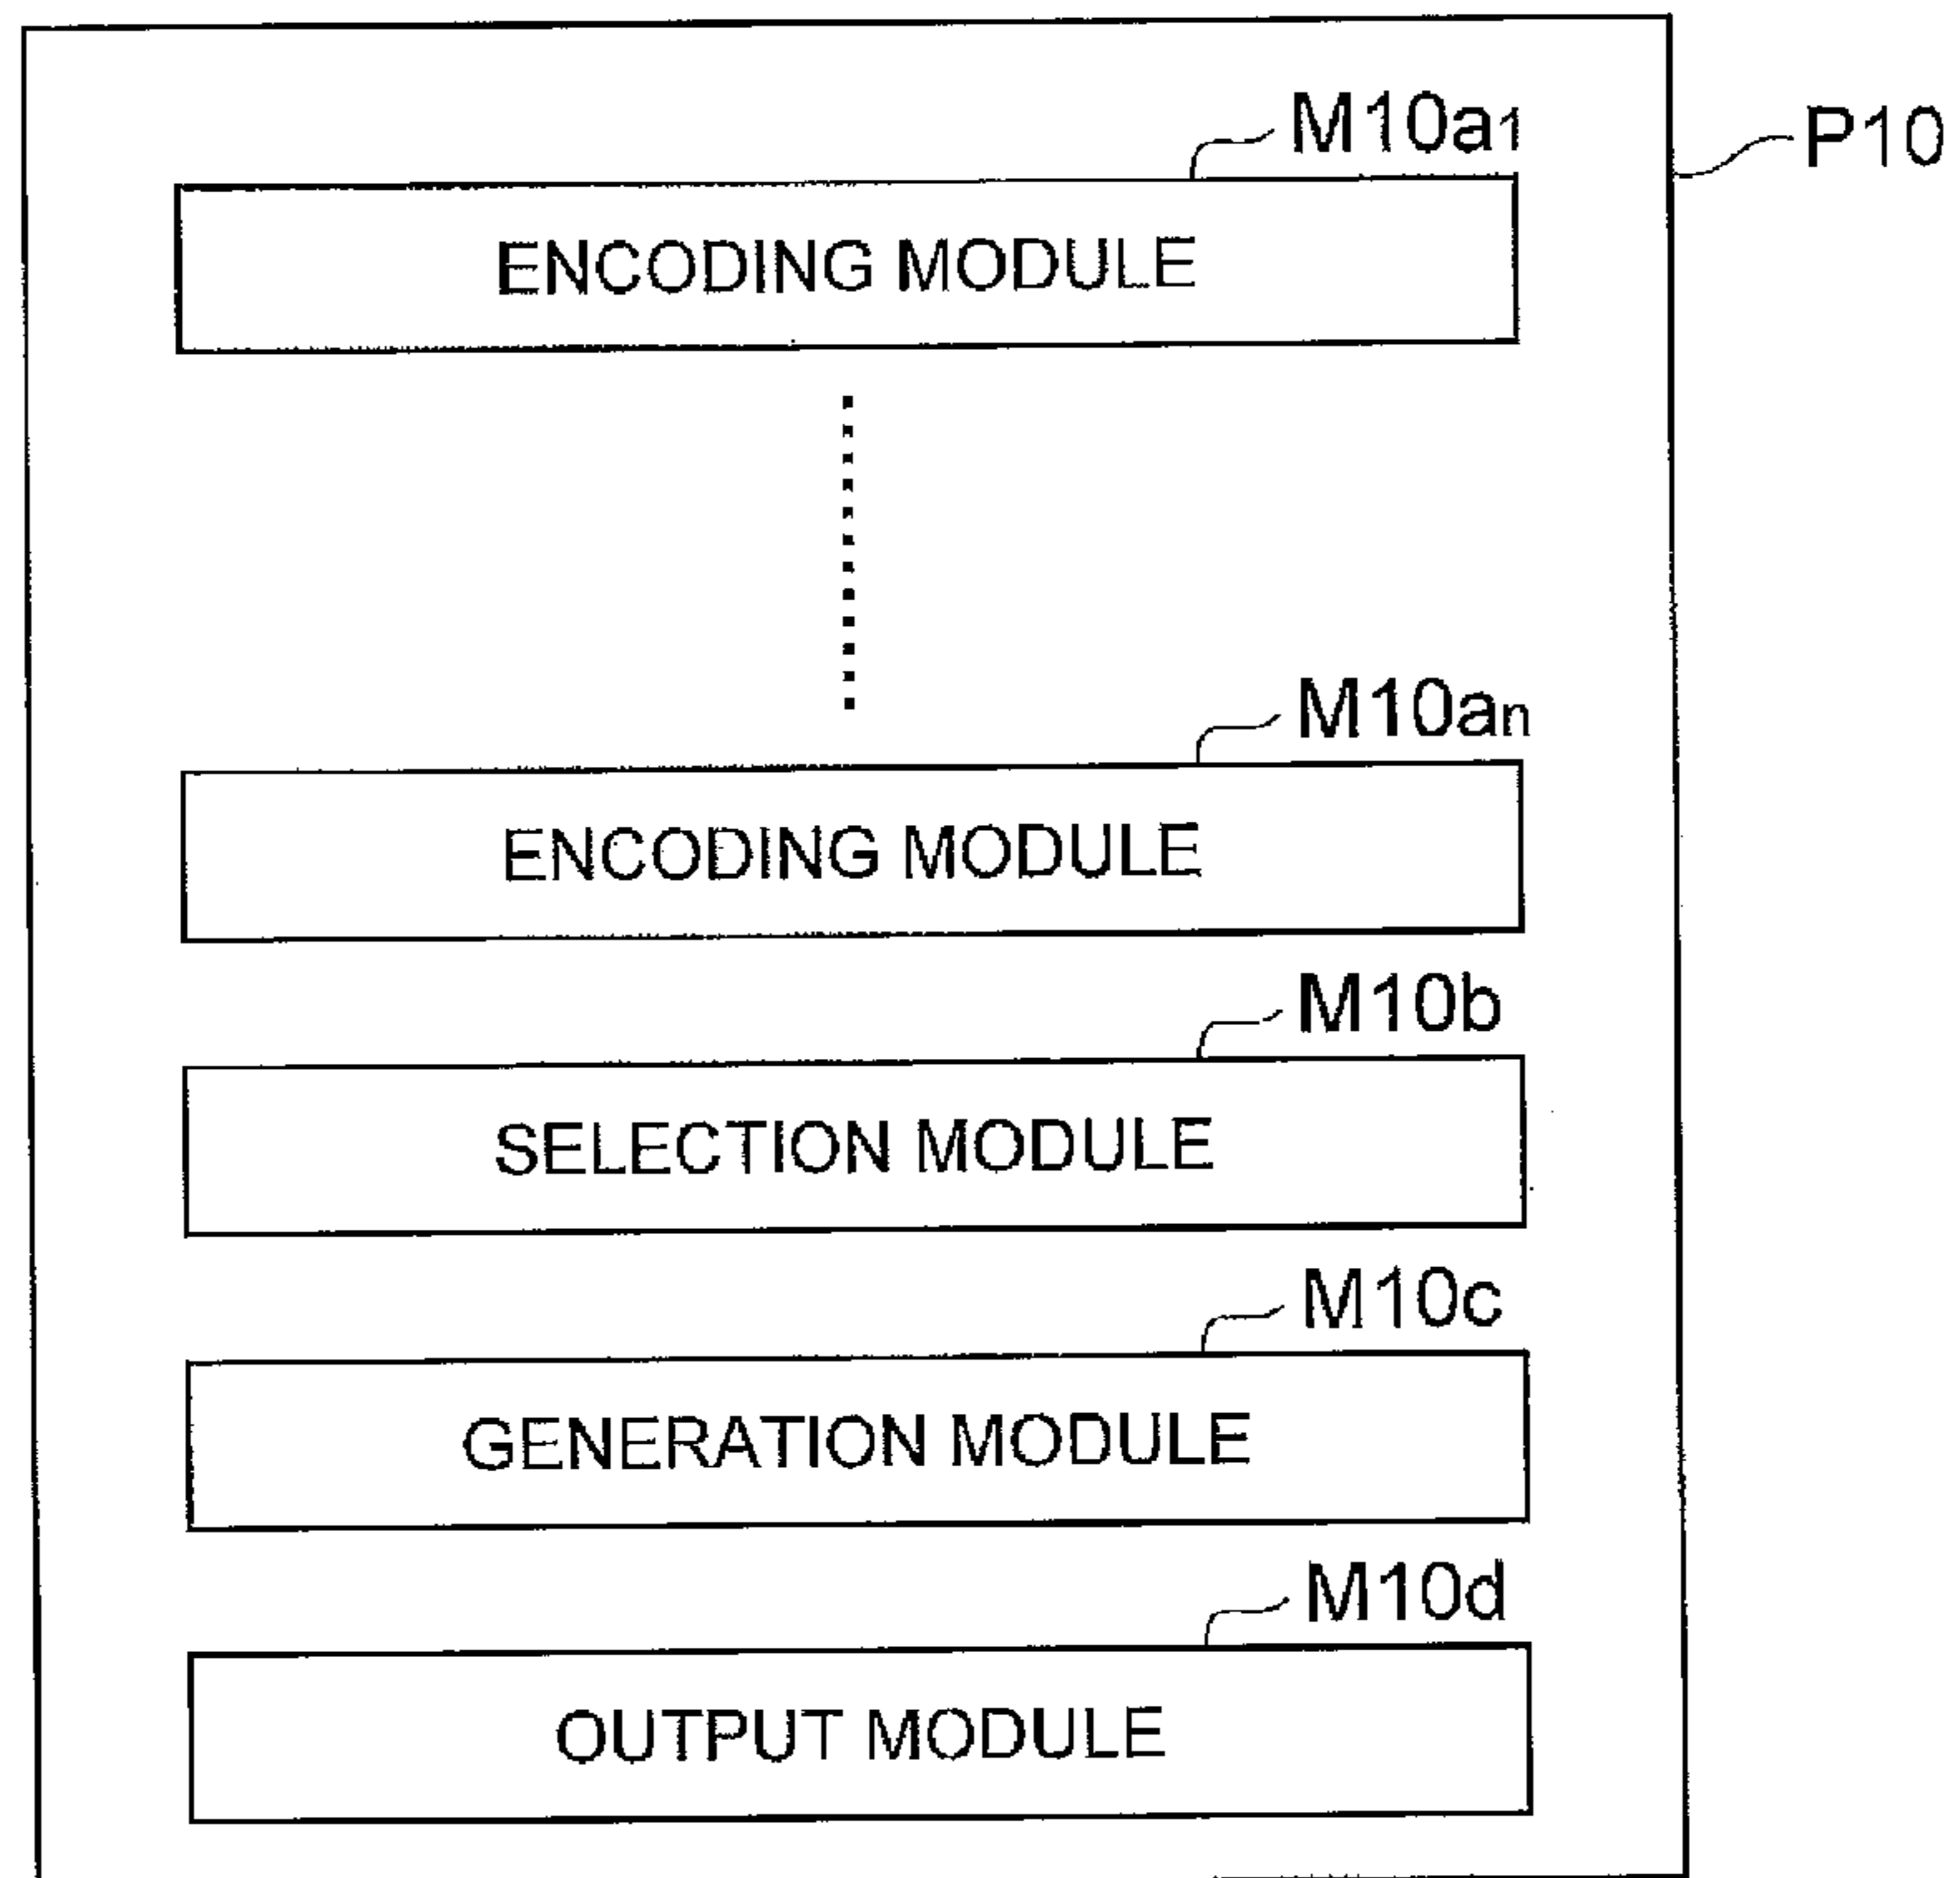 M10a1
P10
ENCODING MODULE
M10an
ENCODING MODULE
M10b
SELECTION MODULE
M10c
GENERATION MODULE
M10d
OUTPUT MODULE